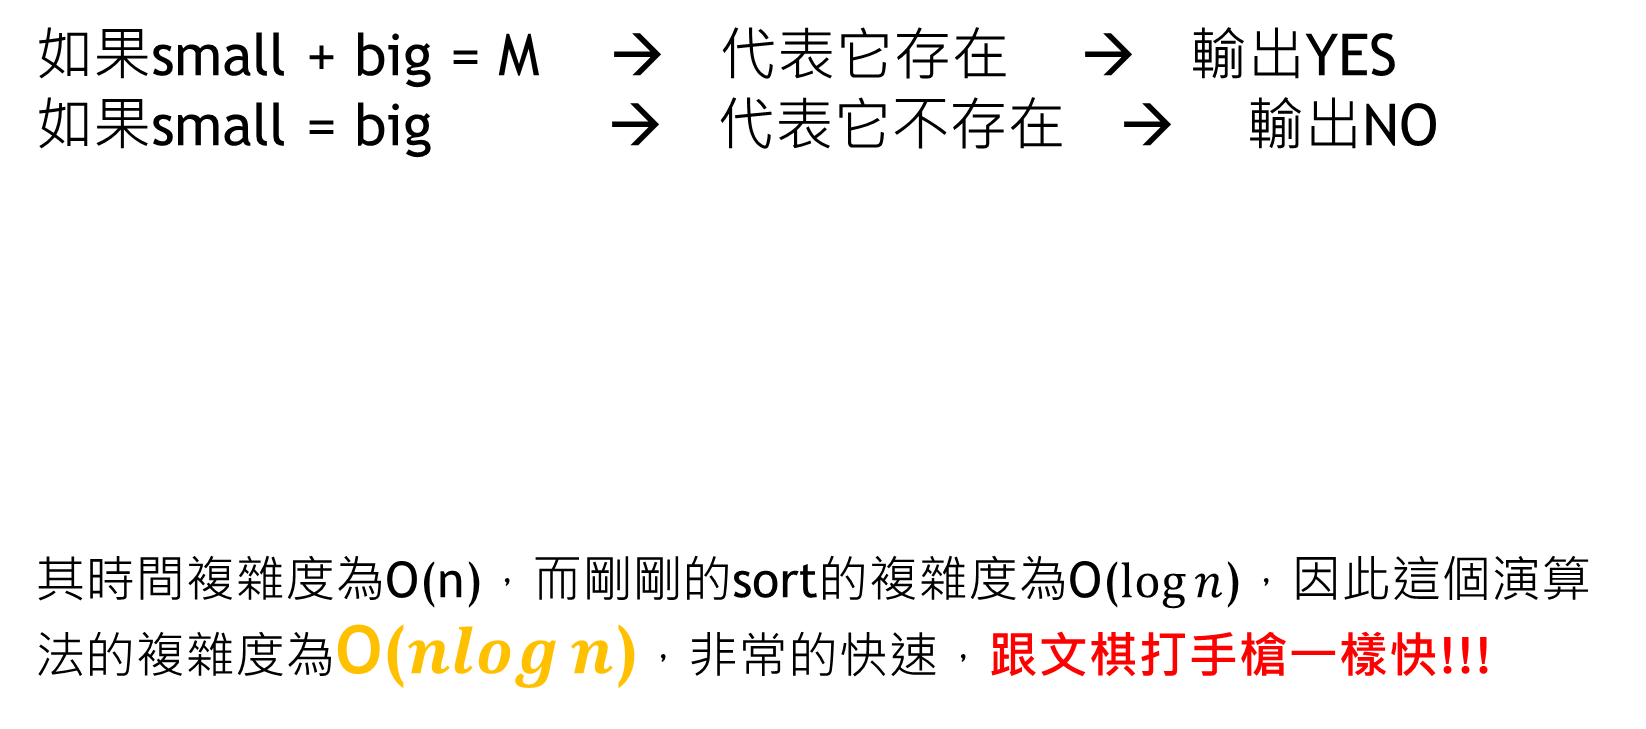 如果small + big = M → 代表它存在 → 輸出YES
如果small = big → 代表它不存在 → 輸出NO
其時間複雜度為O(n)，而剛剛的sort的複雜度為O(log n)，因此這個演算
法的複雜度為O(nlog n)，非常的快速，跟文棋打手槍一樣快!!!